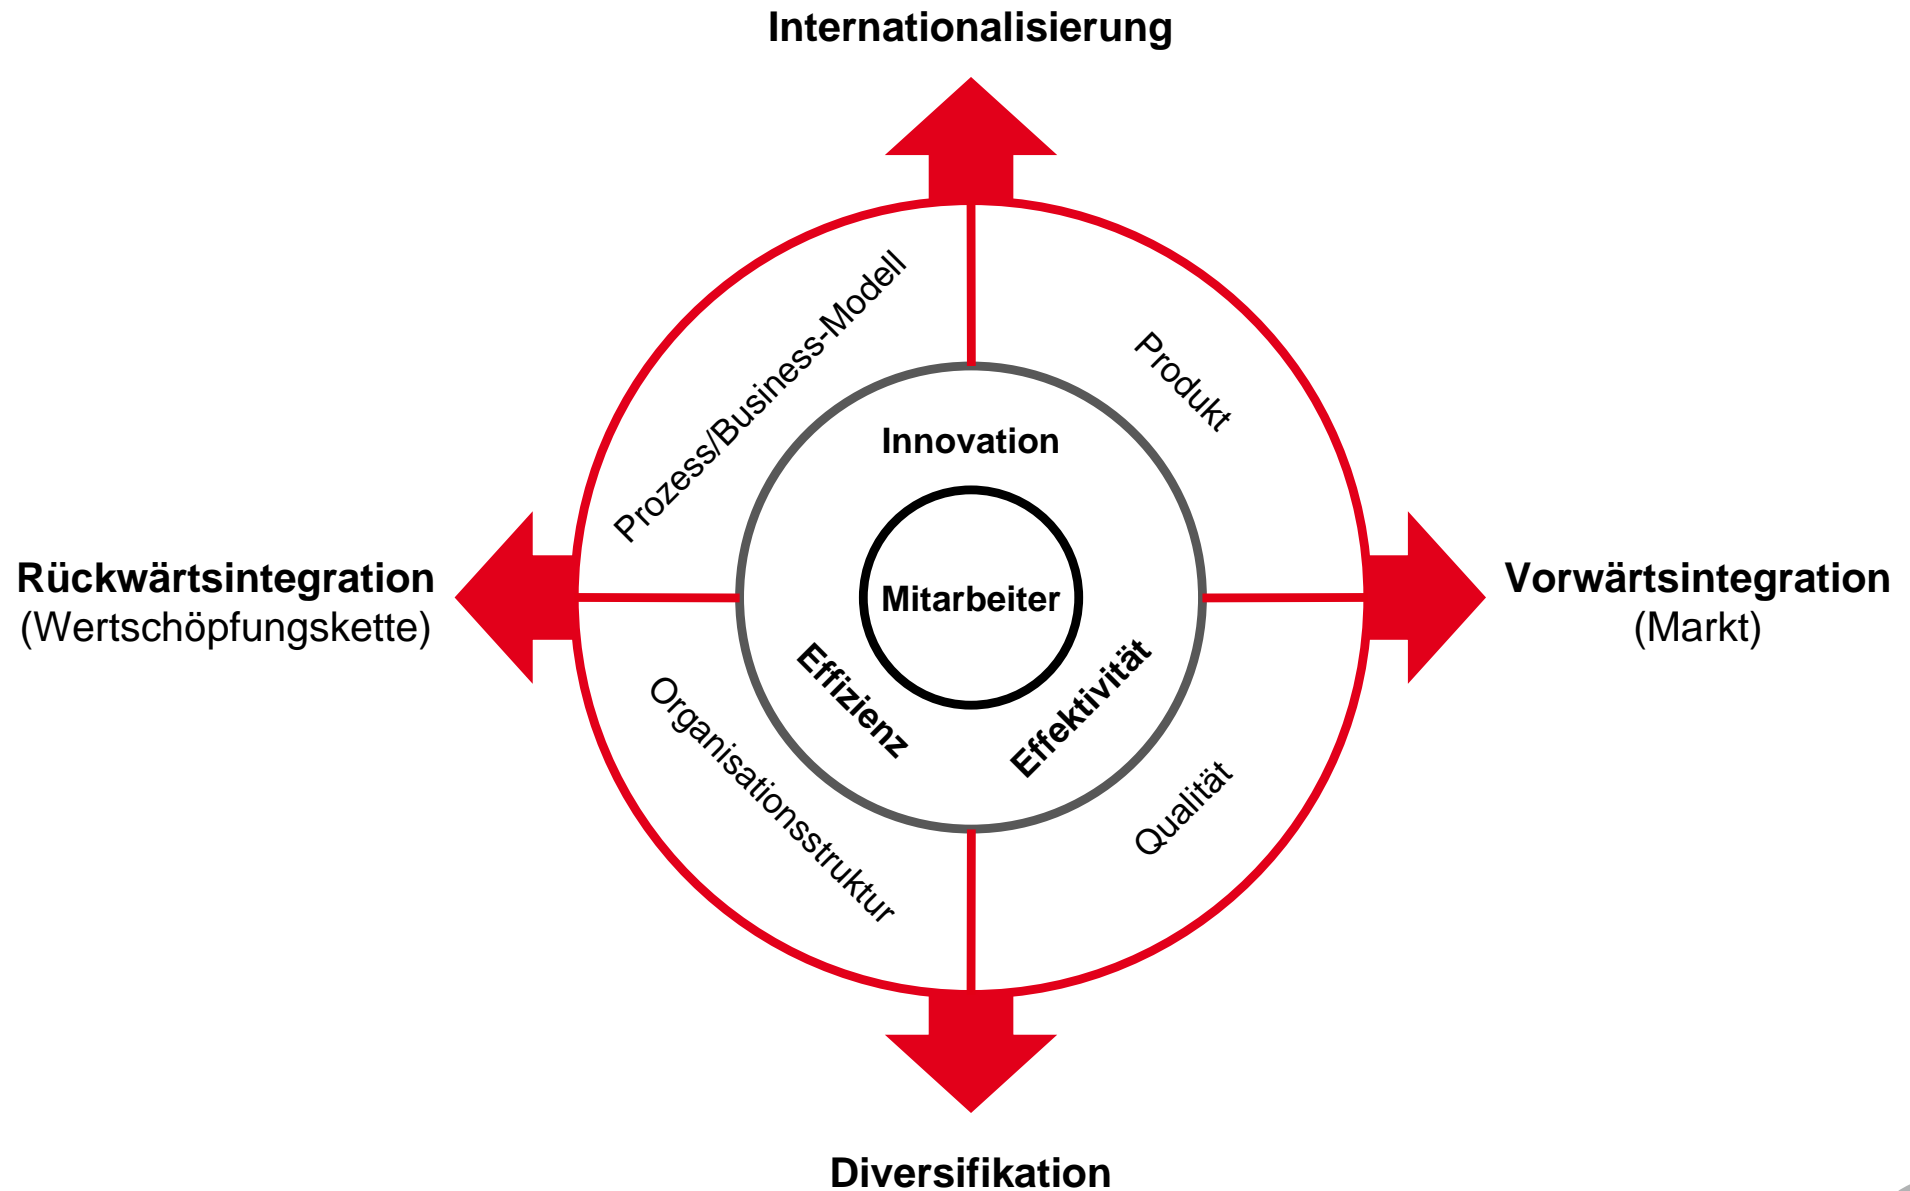 Internationalisierung
Prozess/Business-Modell
Produkt
Innovation
Rückwärtsintegration
(Wertschöpfungskette)
Mitarbeiter
Vorwärtsintegration
(Markt)
Effizienz
Effektivität
Organisationsstruktur
Qualität
Diversifikation